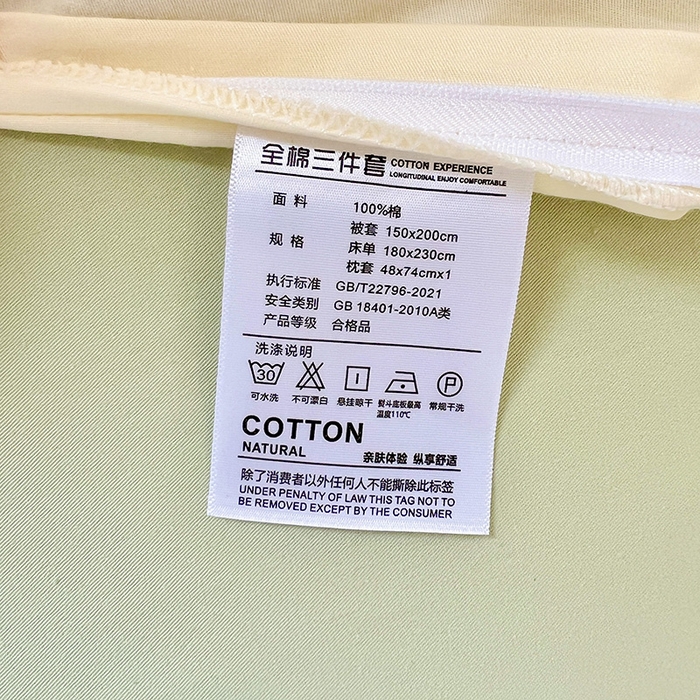 全棉三件套 COTTON EXPERIENCE
LONGITUDINAL ENJOY COMFORTABLE
面料 100%棉
规格 被套 150x200cm
床单 180x230cm
枕套 48x74cmx1
执行标准 GB/T22796-2021
安全类别 GB 18401-2010A类
产品等级 合格品
洗涤说明
30 P
可水洗 不可漂白 悬挂晾干 熨斗底板最高温度110℃ 常规干洗
COTTON
NATURAL 亲肤体验 纵享舒适
除了消费者以外任何人不能撕除此标签
UNDER PENALTY OF LAW THIS TAG NOT TO
BE REMOVED EXCEPT BY THE CONSUMER